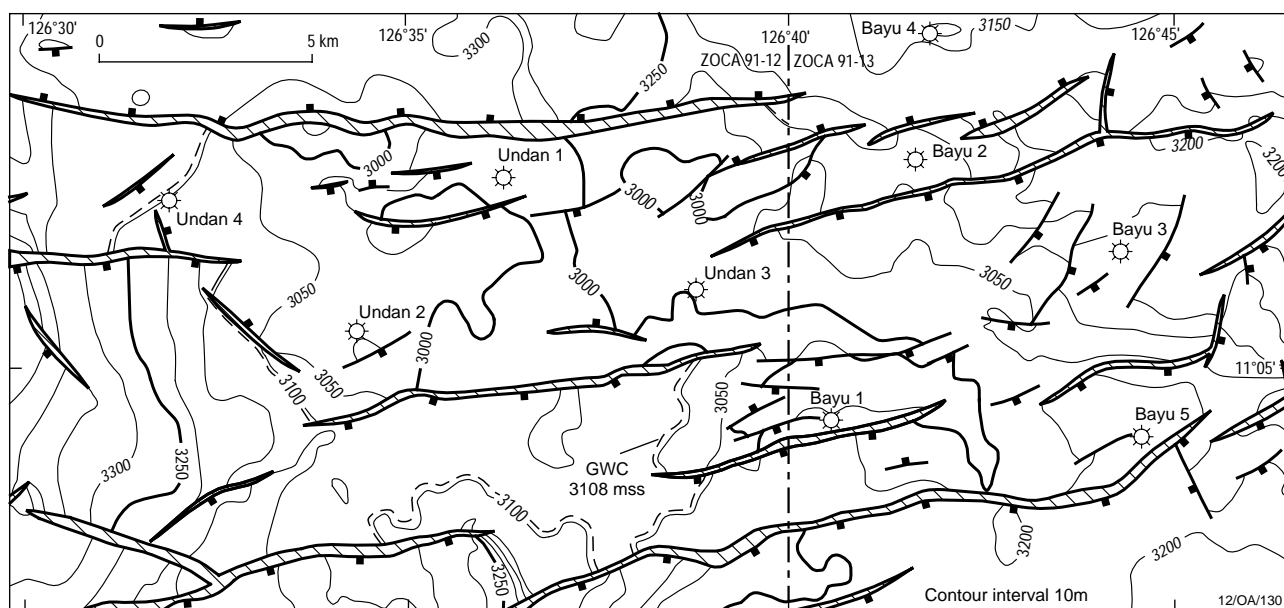 126°30'
126°35'
126°40'
126°45'
0
5 km
3300
3250
ZOCA 91-12
ZOCA 91-13
Bayu 4
3150
3000
Undan 1
3000
3000
Bayu 2
3200
3200
Undan 4
3050
3000
Undan 3
3050
Bayu 3
Undan 2
3000
3050
3100
3050
11°05'
Bayu 1
Bayu 5
3300
3250
GWC
3108 mss
3100
3250
3200
3200
Contour interval 10m
12/OA/130